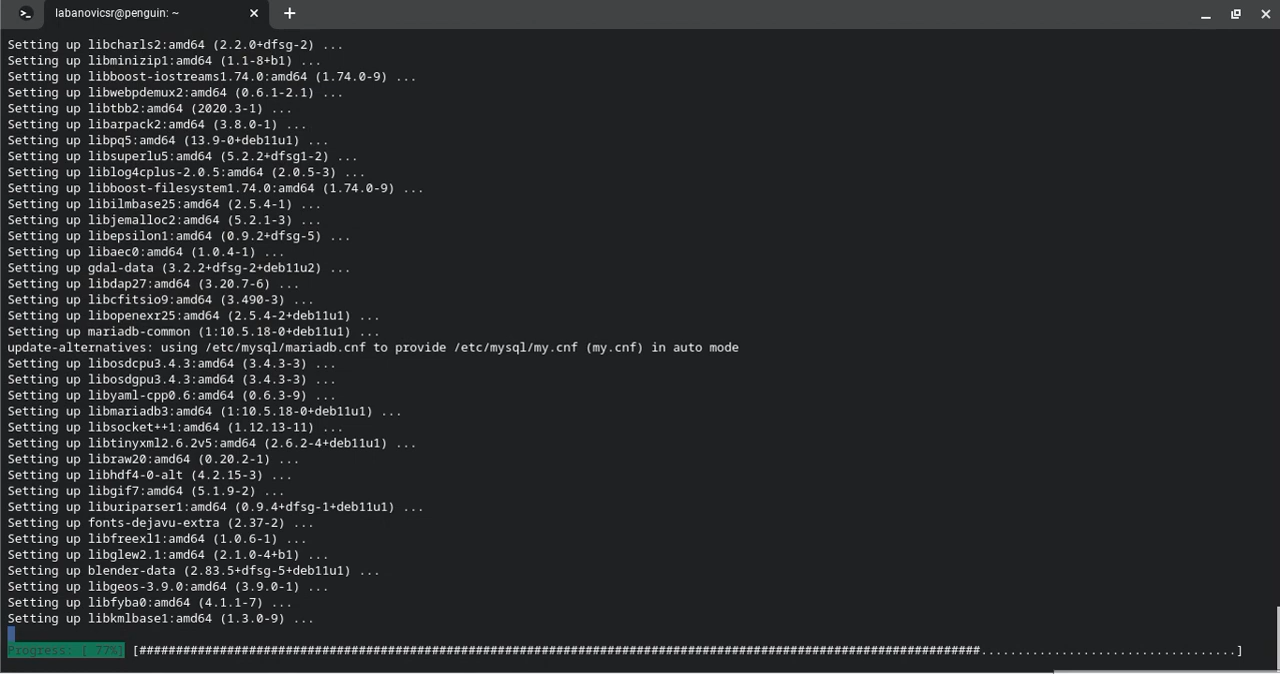 labanovicsr@penguin: ~
Setting up libcharls2:amd64 (2.2.0+dfsg-2) ...
Setting up libminizip1:amd64 (1.1-8+b1) ...
Setting up libboost-iostreams1.74.0:amd64 (1.74.0-9) ...
Setting up libwebpdemux2:amd64 (0.6.1-2.1) ...
Setting up libtbb2:amd64 (2020.3-1) ...
Setting up libarpack2:amd64 (3.8.0-1) ...
Setting up libpq5:amd64 (13.9-0+deb11u1) ...
Setting up libsuperlu5:amd64 (5.2.2+dfsg1-2) ...
Setting up liblog4cplus-2.0.5:amd64 (2.0.5-3) ...
Setting up libboost-filesystem1.74.0:amd64 (1.74.0-9) ...
Setting up libilmbase25:amd64 (2.5.4-1) ...
Setting up libjemalloc2:amd64 (5.2.1-3) ...
Setting up libepsilon1:amd64 (0.9.2+dfsg-5) ...
Setting up libaec0:amd64 (1.0.4-1) ...
Setting up gdal-data (3.2.2+dfsg-2+deb11u2) ...
Setting up libdap27:amd64 (3.20.7-6) ...
Setting up libcfitsio9:amd64 (3.490-3) ...
Setting up libopenexr25:amd64 (2.5.4-2+deb11u1) ...
Setting up mariadb-common (1:10.5.18-0+deb11u1) ...
update-alternatives: using /etc/mysql/mariadb.cnf to provide /etc/mysql/my.cnf (my.cnf) in auto mode
Setting up libosdcpu3.4.3:amd64 (3.4.3-3) ...
Setting up libosdgpu3.4.3:amd64 (3.4.3-3) ...
Setting up libyaml-cpp0.6:amd64 (0.6.3-9) ...
Setting up libmariadb3:amd64 (1:10.5.18-0+deb11u1) ...
Setting up libsocket++1:amd64 (1.12.13-11) ...
Setting up libtinyxml2.6.2v5:amd64 (2.6.2-4+deb11u1) ...
Setting up libraw20:amd64 (0.20.2-1) ...
Setting up libhdf4-0-alt (4.2.15-3) ...
Setting up libgif7:amd64 (5.1.9-2) ...
Setting up liburiparser1:amd64 (0.9.4+dfsg-1+deb11u1) ...
Setting up fonts-dejavu-extra (2.37-2) ...
Setting up libfreexl1:amd64 (1.0.6-1) ...
Setting up libglew2.1:amd64 (2.1.0-4+b1) ...
Setting up blender-data (2.83.5+dfsg-5+deb11u1) ...
Setting up libgeos-3.9.0:amd64 (3.9.0-1) ...
Setting up libfyba0:amd64 (4.1.1-7) ...
Setting up libkmlbase1:amd64 (1.3.0-9) ...
Progress: [ 77%] [###################################################################################################################...................................]